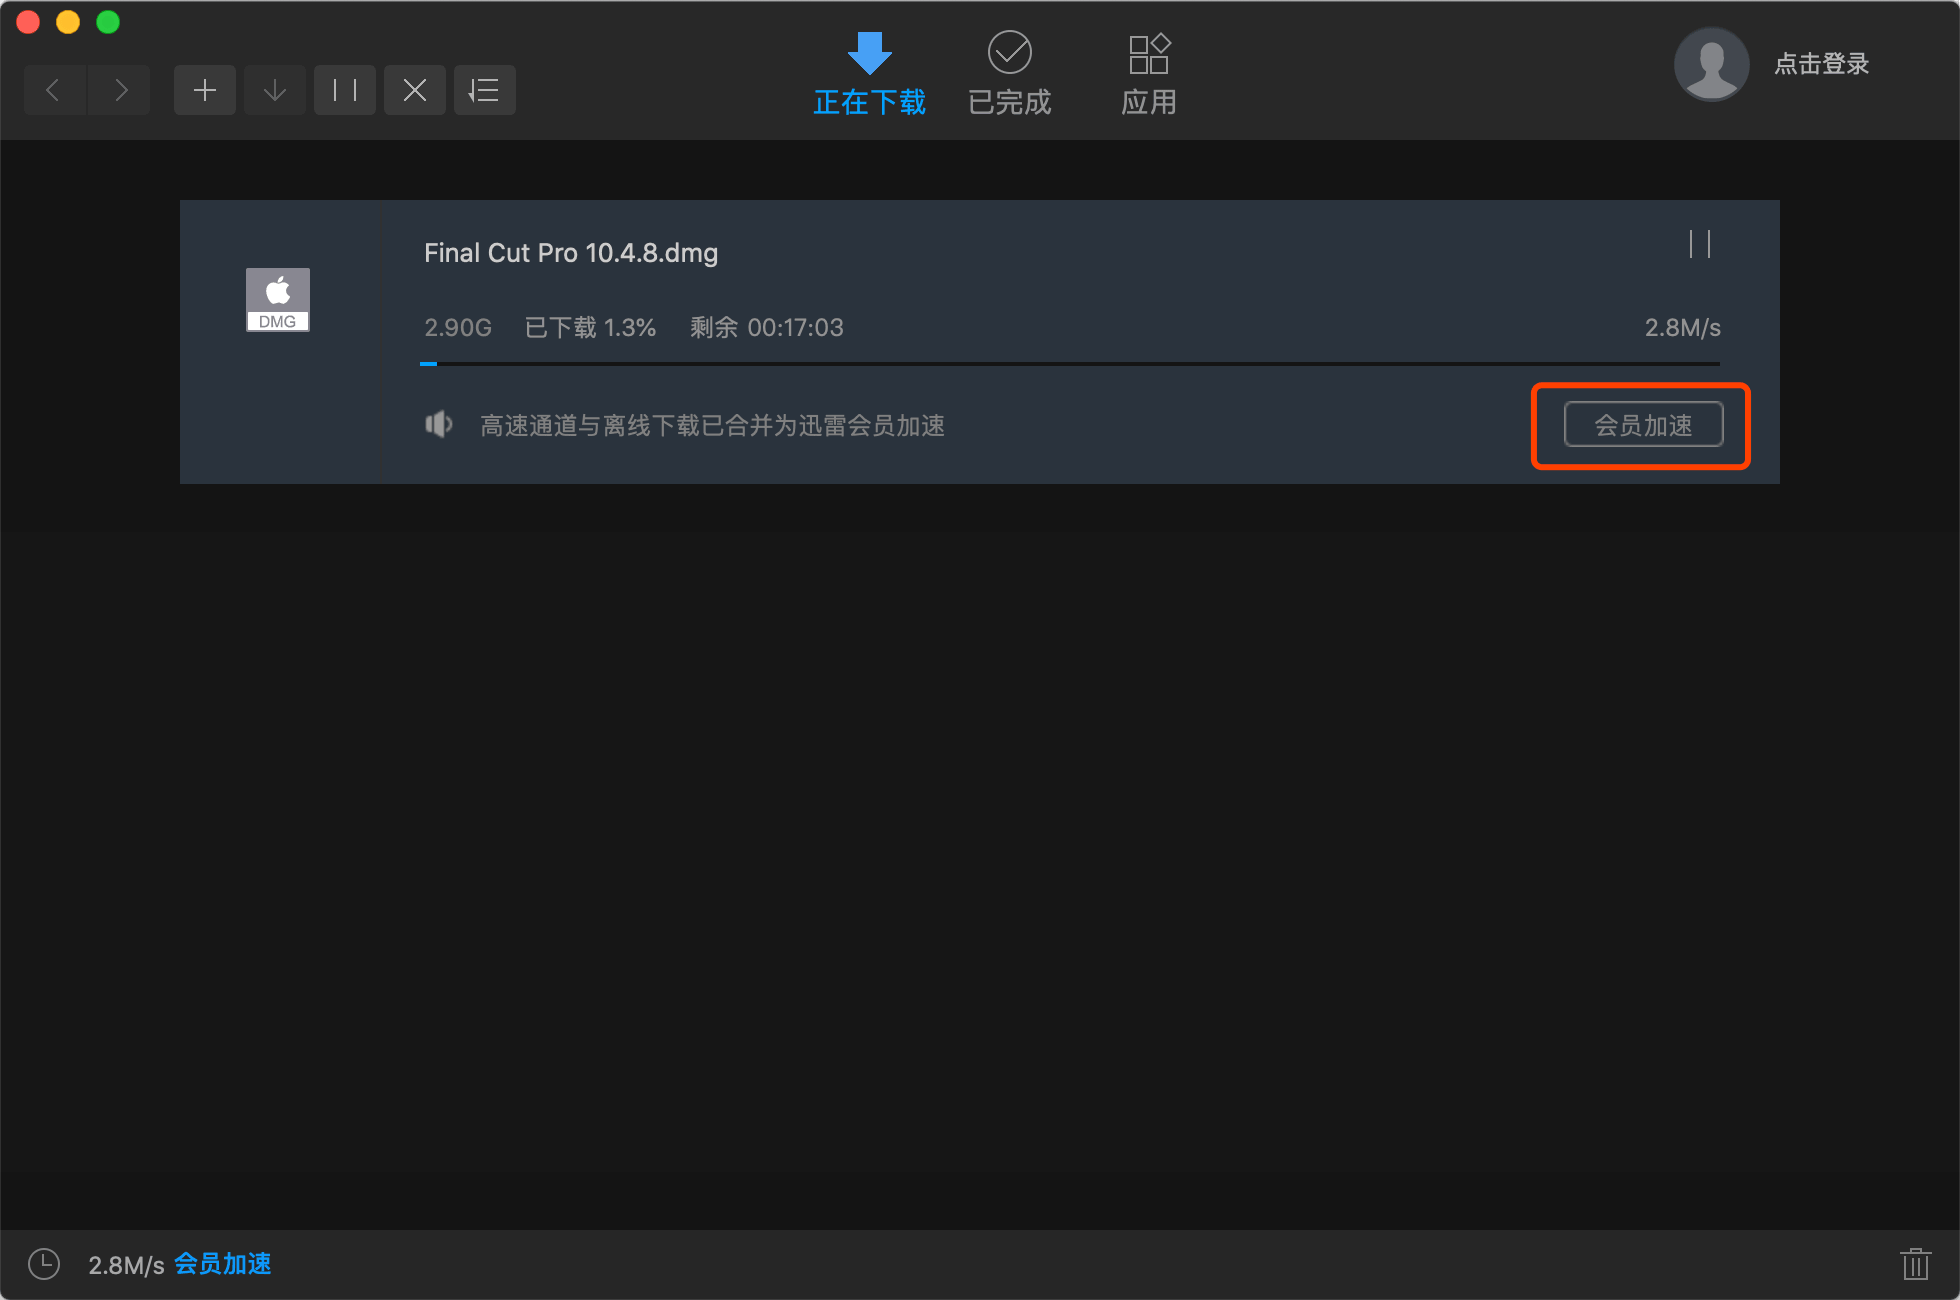 正在下载
已完成
应用
点击登录
Final Cut Pro 10.4.8.dmg
DMG
2.90G 已下载 1.3% 剩余 00:17:03 2.8M/s
高速通道与离线下载已合并为迅雷会员加速 会员加速
2.8M/s 会员加速